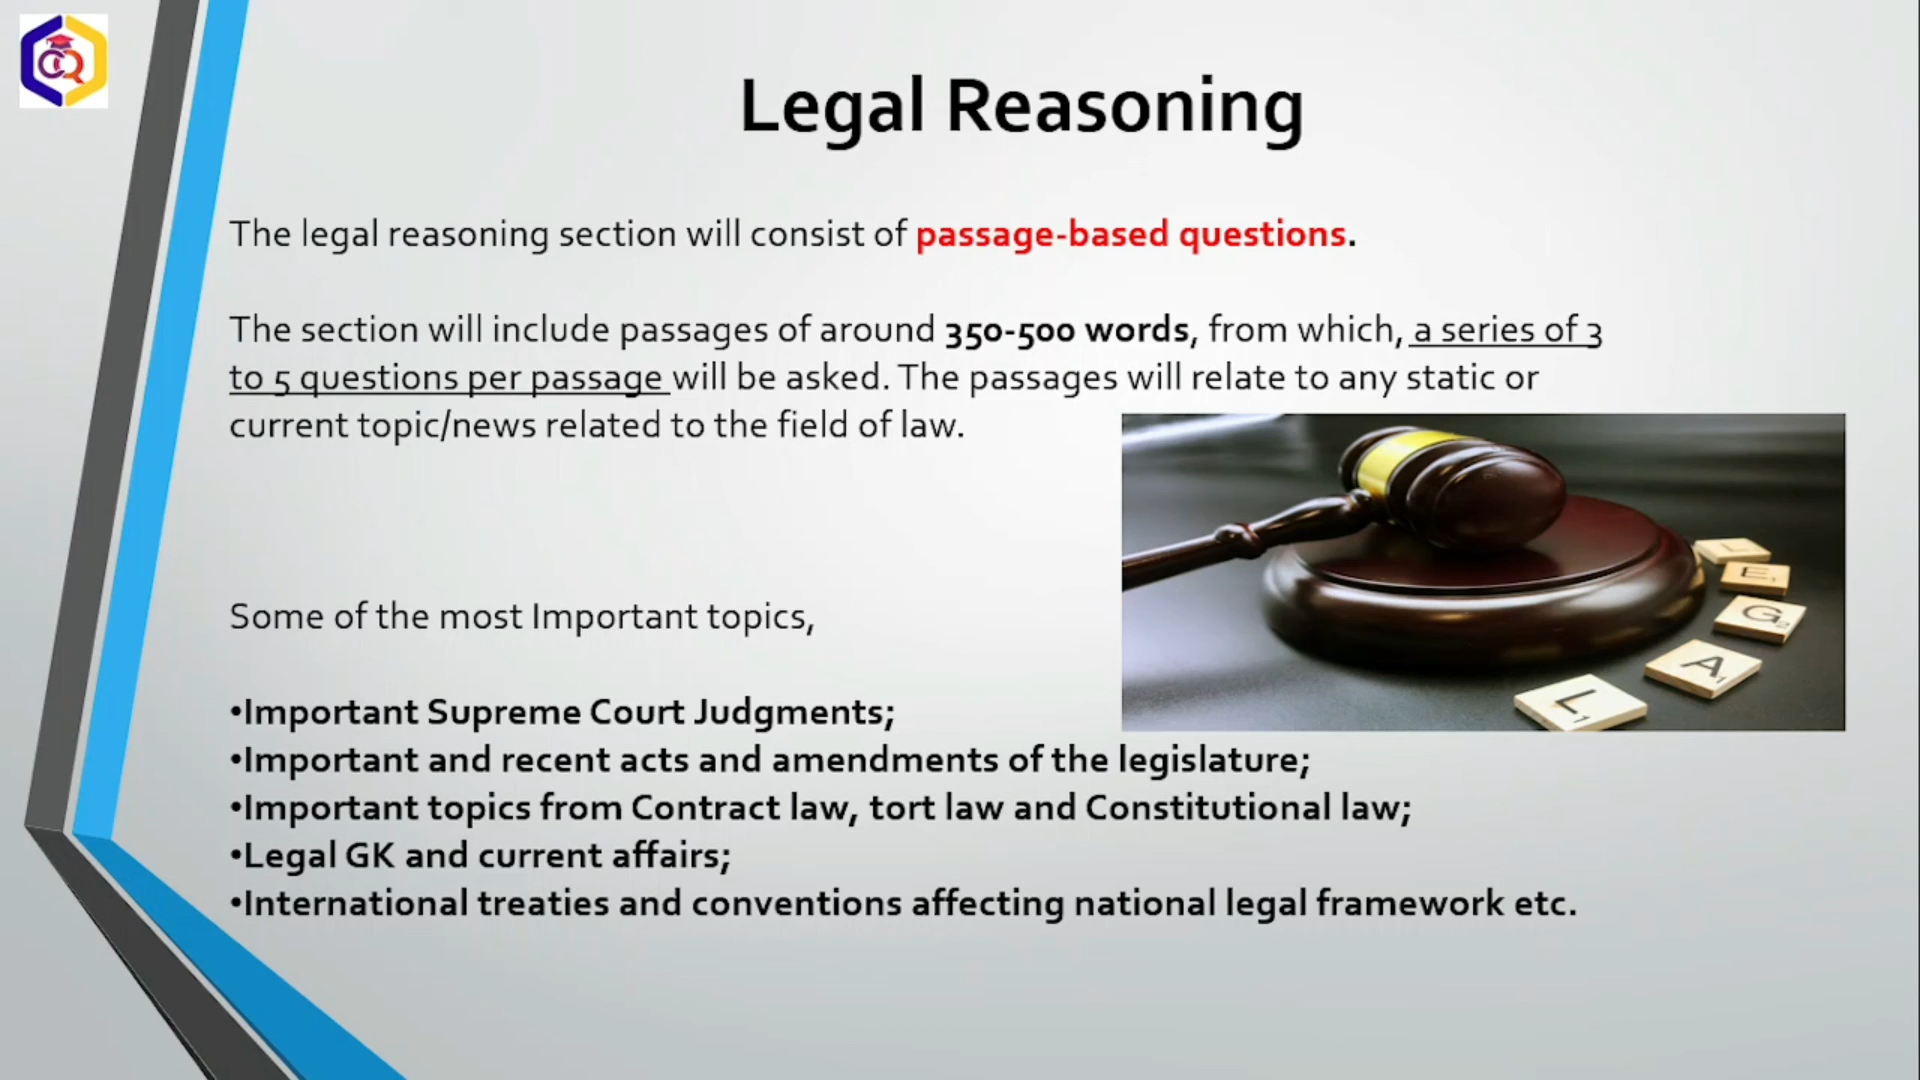 Legal Reasoning
The legal reasoning section will consist of passage-based questions.
The section will include passages of around 350-500 words, from which, a series of 3
to 5 questions per passage will be asked. The passages will relate to any static or
current topic/news related to the field of law.
Some of the most Important topics,
•Important Supreme Court Judgments;
•Important and recent acts and amendments of the legislature;
•Important topics from Contract law, tort law and Constitutional law;
•Legal GK and current affairs;
•International treaties and conventions affecting national legal framework etc.
L
E
G
A
L
CQ